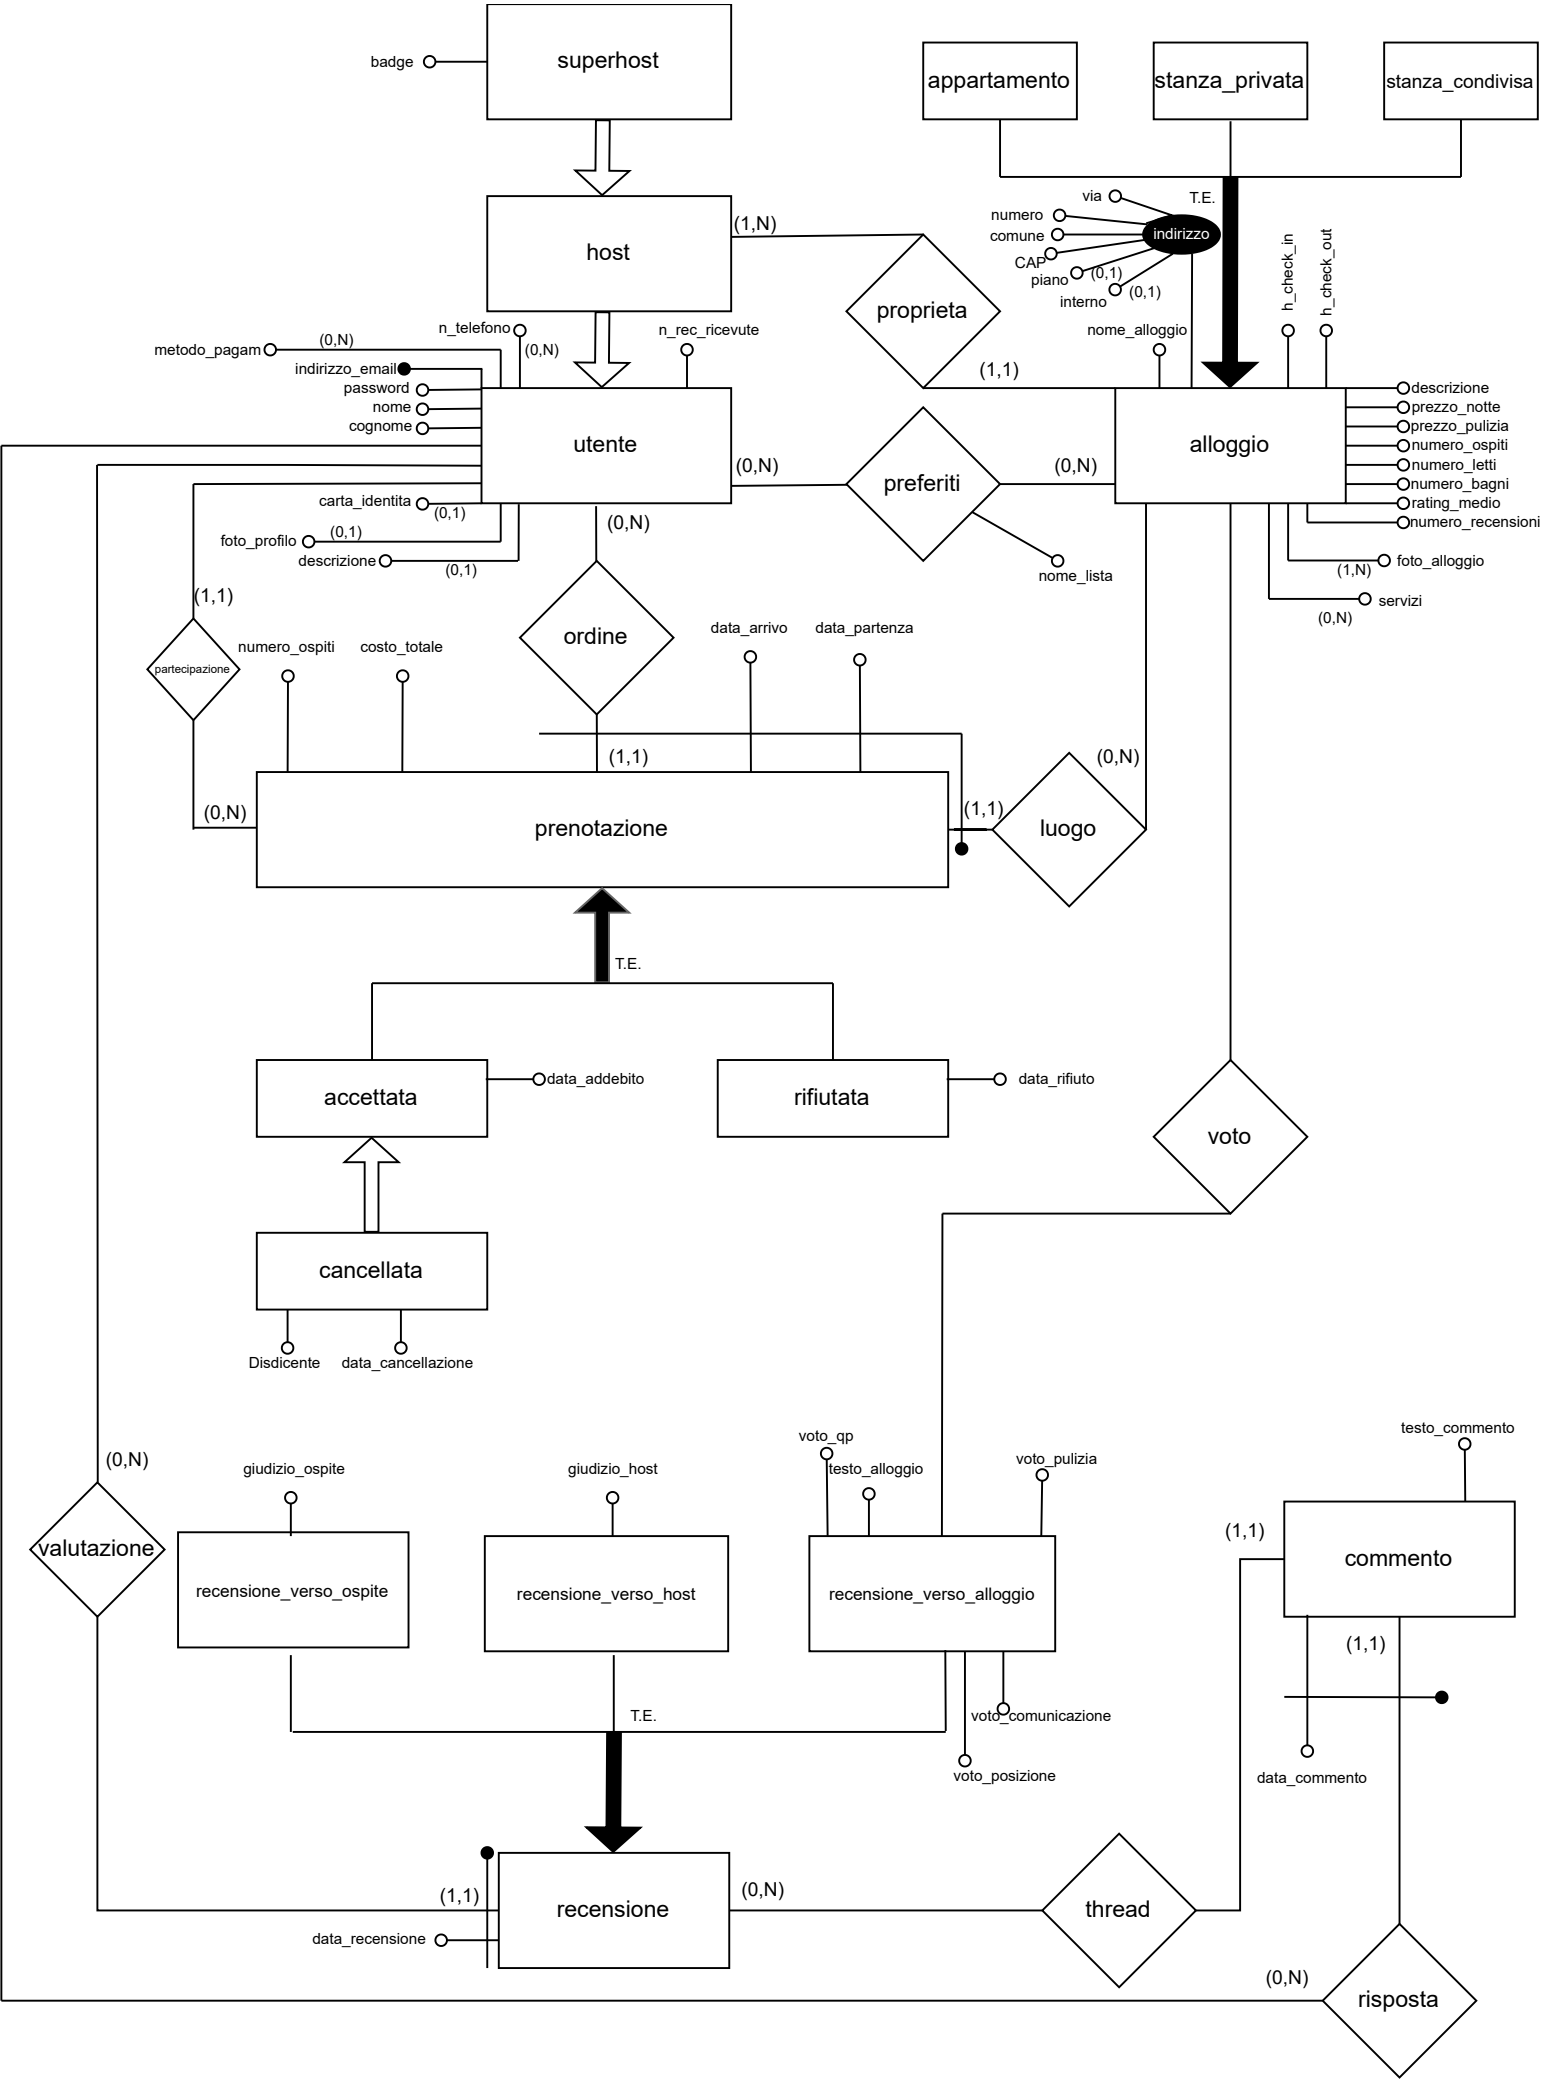 superhost
badge
appartamento
stanza_privata
stanza_condivisa
host
(1,N)
proprieta
(1,1)
T.E.
via
numero
comune
CAP
piano
(0,1)
interno
(0,1)
indirizzo
nome_alloggio
h_check_in
h_check_out
n_telefono
(0,N)
n_rec_ricevute
metodo_pagam
(0,N)
indirizzo_email
password
nome
cognome
utente
carta_identita
(0,1)
foto_profilo
(0,1)
descrizione
(0,1)
(0,N)
preferiti
(0,N)
nome_lista
alloggio
descrizione
prezzo_notte
prezzo_pulizia
numero_ospiti
numero_letti
numero_bagni
rating_medio
numero_recensioni
foto_alloggio
(1,N)
servizi
(0,N)
(0,N)
ordine
(1,1)
(1,1)
partecipazione
(0,N)
numero_ospiti
costo_totale
data_arrivo
data_partenza
prenotazione
(1,1)
luogo
(0,N)
T.E.
accettata
data_addebito
rifiutata
data_rifiuto
voto
cancellata
Disdicente
data_cancellazione
(0,N)
valutazione
(1,1)
giudizio_ospite
recensione_verso_ospite
giudizio_host
recensione_verso_host
voto_qp
testo_alloggio
voto_pulizia
recensione_verso_alloggio
voto_comunicazione
voto_posizione
T.E.
testo_commento
commento
(1,1)
(1,1)
data_commento
recensione
data_recensione
(0,N)
thread
(0,N)
risposta